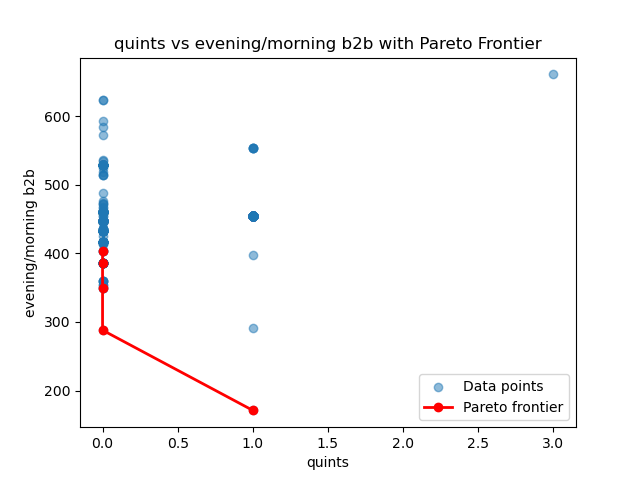 quints vs evening/morning b2b with Pareto Frontier
evening/morning b2b
600
500
400
300
200
0.0 0.5 1.0 1.5 2.0 2.5 3.0
quints
Data points
Pareto frontier